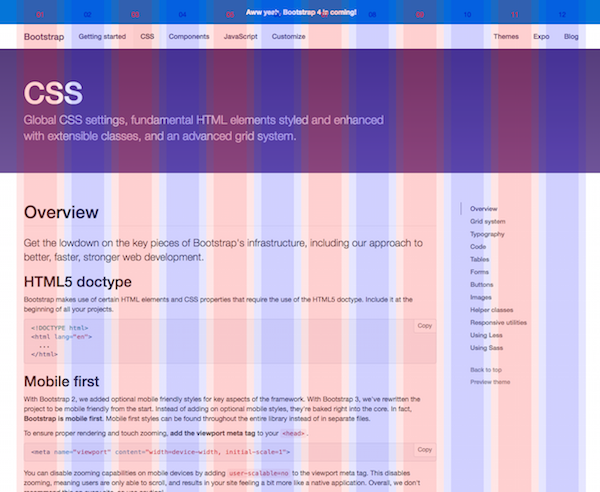 01 02 03 04 05 06 07 08 09 10 11 12
Aww yeah, Bootstrap 4 is coming!
Bootstrap Getting started CSS Components JavaScript Customize Themes Expo Blog
CSS
Global CSS settings, fundamental HTML elements styled and enhanced
with extensible classes, and an advanced grid system.
Overview
Get the lowdown on the key pieces of Bootstrap's infrastructure, including our approach to
better, faster, stronger web development.
HTML5 doctype
Bootstrap makes use of certain HTML elements and CSS properties that require the use of the HTML5 doctype. Include it at the
beginning of all your projects.
Copy
<!DOCTYPE html>
<html lang="en">
...
</html>
Mobile first
With Bootstrap 2, we added optional mobile friendly styles for key aspects of the framework. With Bootstrap 3, we've rewritten the
project to be mobile friendly from the start. Instead of adding on optional mobile styles, they're baked right into the core. In fact,
Bootstrap is mobile first. Mobile first styles can be found throughout the entire library instead of in separate files.
To ensure proper rendering and touch zooming, add the viewport meta tag to your <head>.
Copy
<meta name="viewport" content="width=device-width, initial-scale=1">
You can disable zooming capabilities on mobile devices by adding user-scalable=no to the viewport meta tag. This disables
zooming, meaning users are only able to scroll, and results in your site feeling a bit more like a native application. Overall, we don't
Overview
Grid system
Typography
Code
Tables
Forms
Buttons
Images
Helper classes
Responsive utilities
Using Less
Using Sass
Back to top
Preview theme